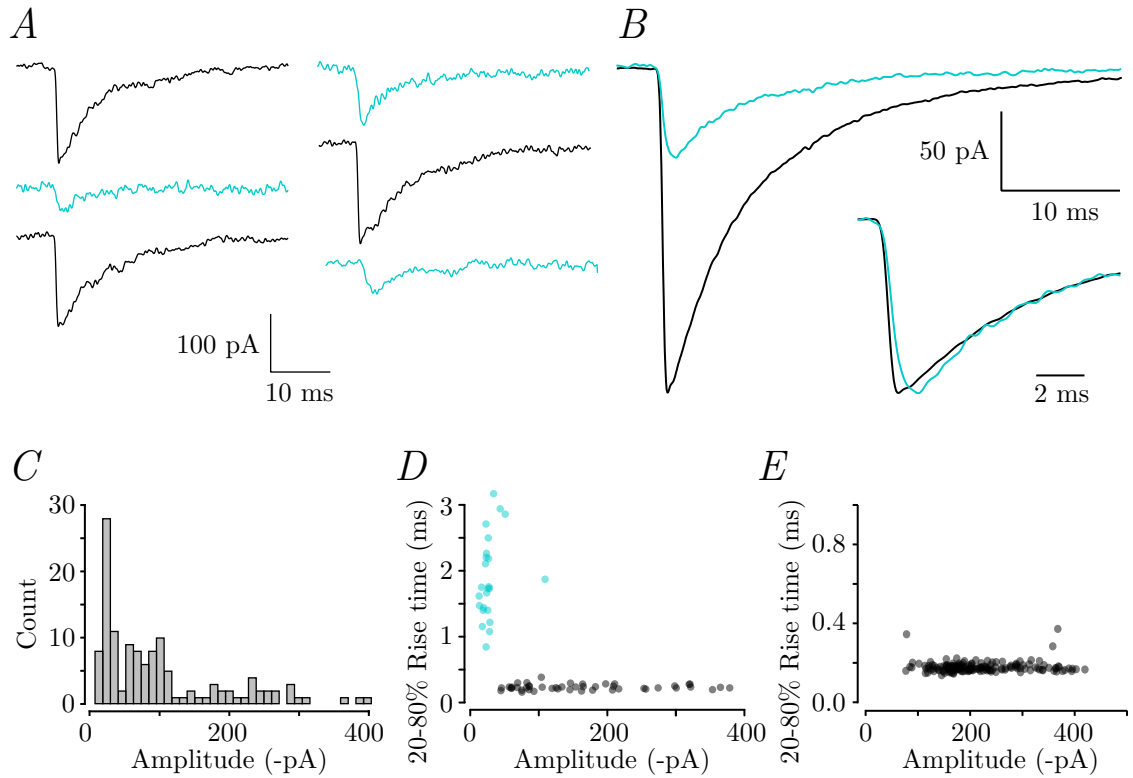 A
B
100 pA
10 ms
50 pA
10 ms
2 ms
C
30
20
10
0
Count
0
200
400
Amplitude (-pA)
D
3
2
1
0
20-80% Rise time (ms)
0
200
400
Amplitude (-pA)
E
0.8
0.4
0.0
20-80% Rise time (ms)
0
200
400
Amplitude (-pA)